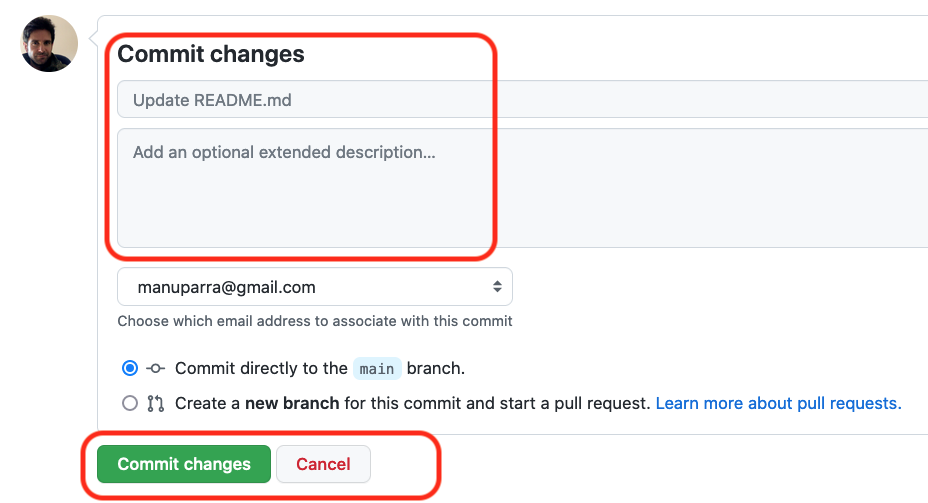 Commit changes
Update README.md
Add an optional extended description...
manuparra@gmail.com
Choose which email address to associate with this commit
Commit directly to the main branch.
Create a new branch for this commit and start a pull request. Learn more about pull requests.
Commit changes Cancel